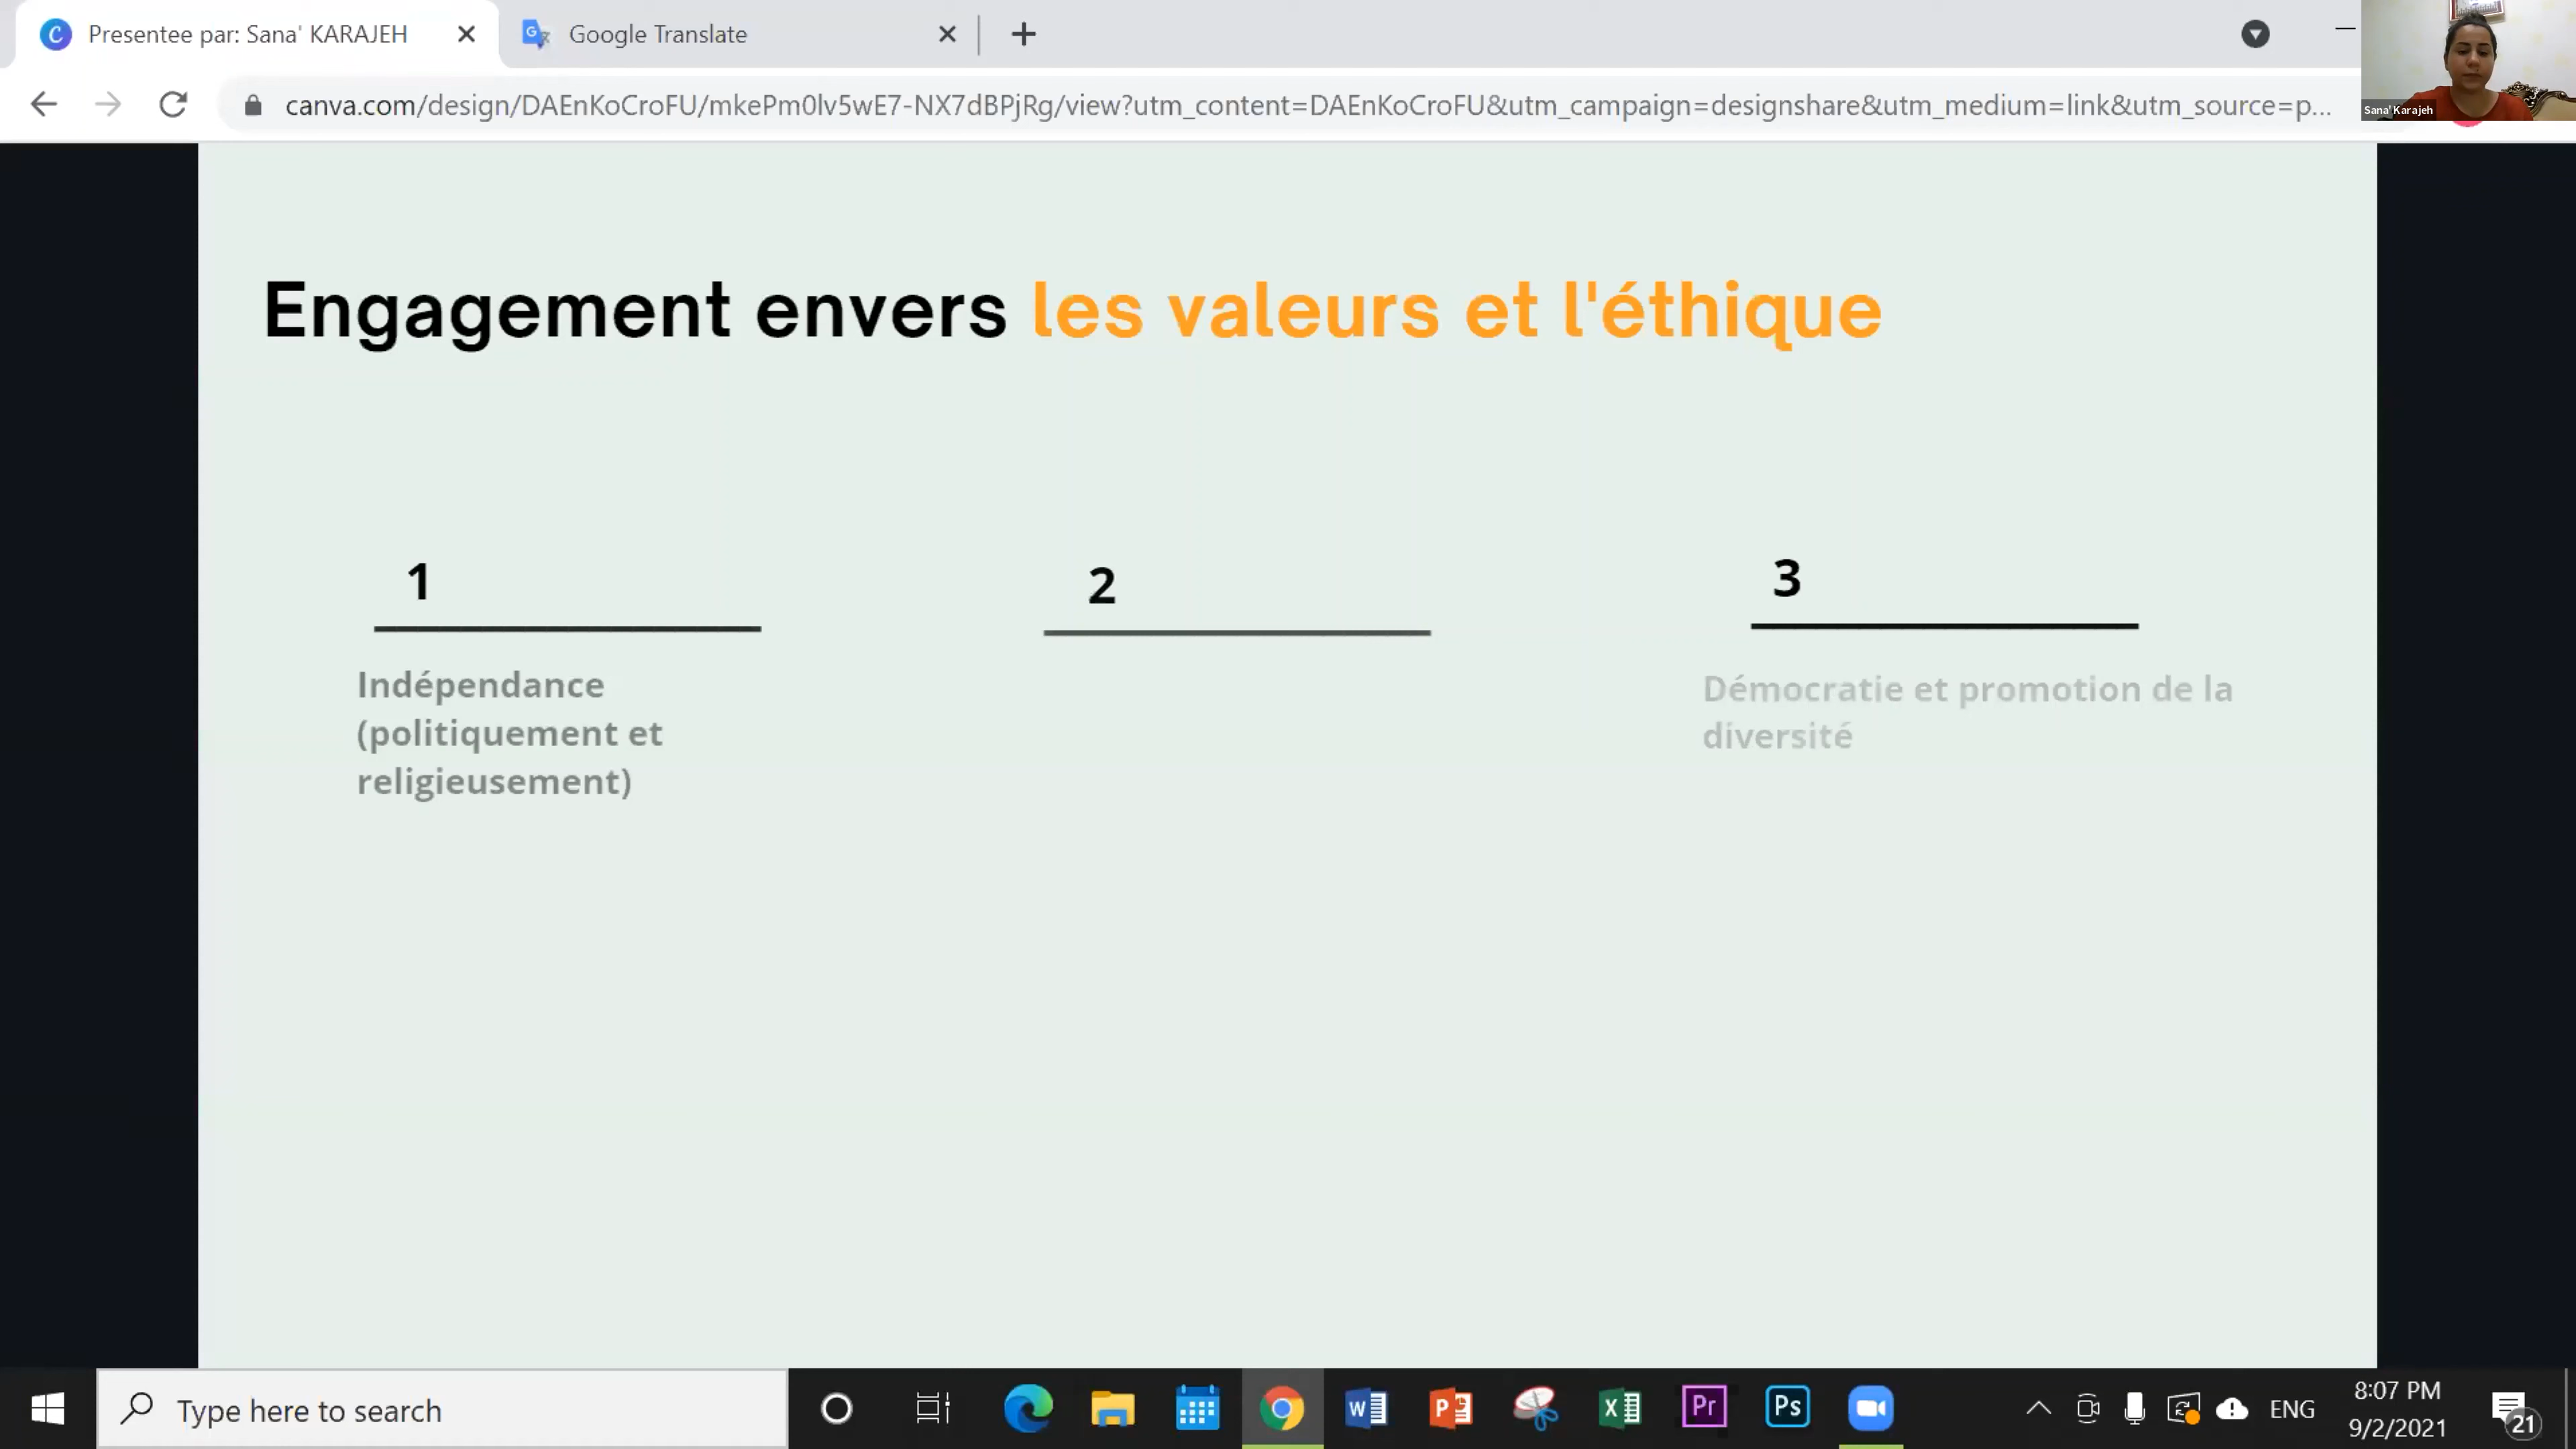 Presentee par: Sana' KARAJEH
Google Translate
canva.com/design/DAEnKoCroFU/mkePm0lv5wE7-NX7dBPjRg/view?utm_content=DAEnKoCroFU&utm_campaign=designshare&utm_medium=link&utm_source=p...
Sana' Karajeh
Engagement envers les valeurs et l'éthique
1
Indépendance
(politiquement et
religieusement)
2
3
Démocratie et promotion de la
diversité
Type here to search
Pr
Ps
ENG
8:07 PM
9/2/2021
21